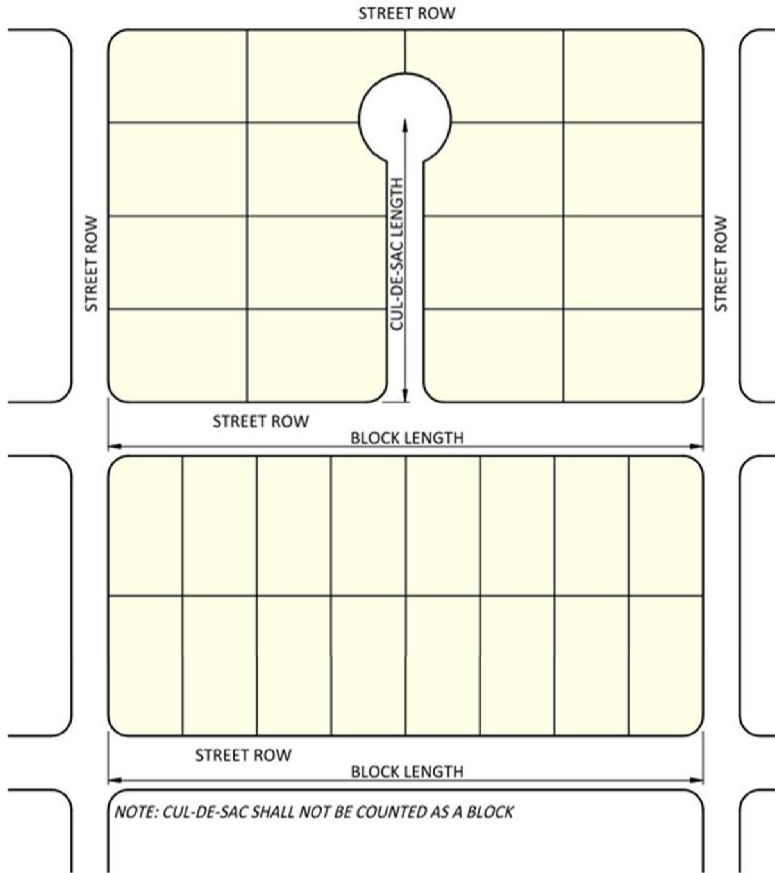 STREET ROW
STREET ROW
CUL-DE-SAC LENGTH
STREET ROW
STREET ROW
BLOCK LENGTH
STREET ROW
BLOCK LENGTH
NOTE: CUL-DE-SAC SHALL NOT BE COUNTED AS A BLOCK